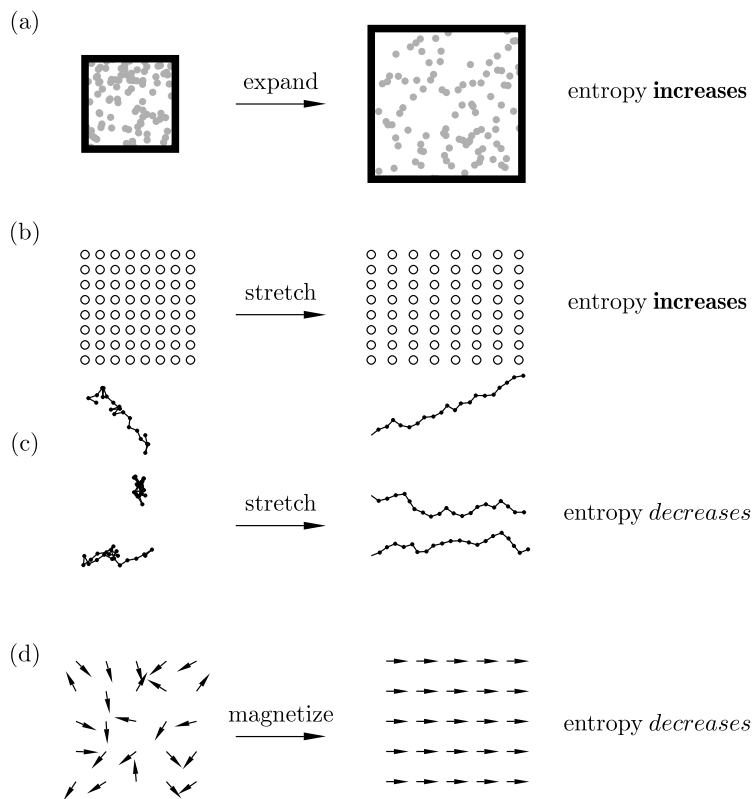 (a)
expand
entropy increases
(b)
stretch
entropy increases
(c)
stretch
entropy decreases
(d)
magnetize
entropy decreases